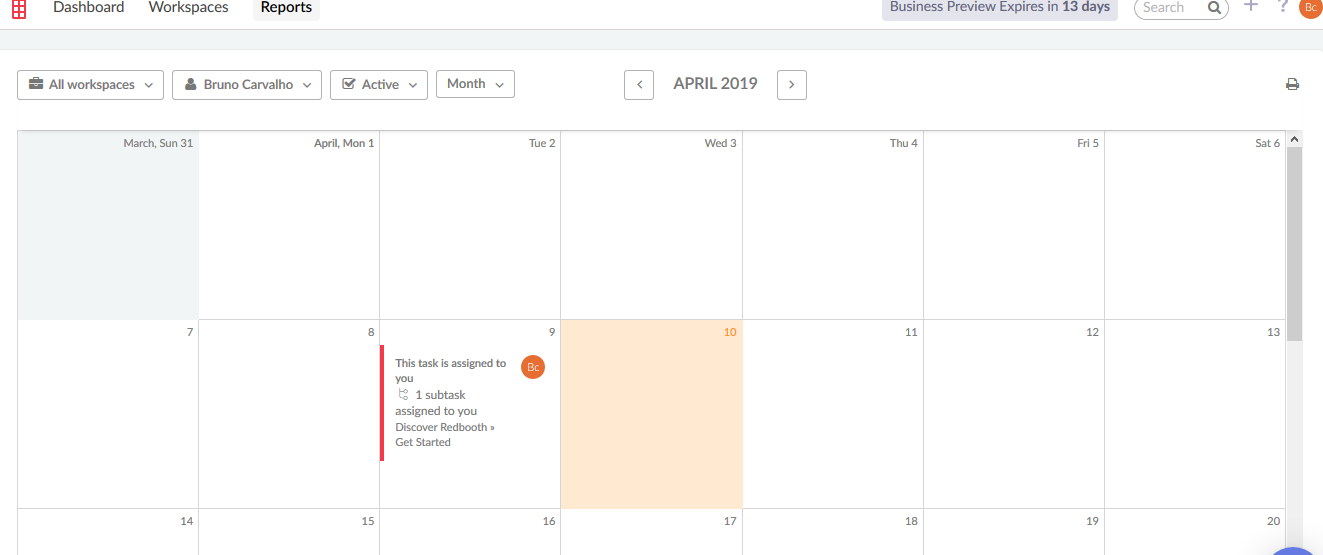 Dashboard Workspaces Reports Business Preview Expires in 13 days Search + ? Bc
All workspaces Bruno Carvalho Active Month < APRIL 2019 >
March, Sun 31 April, Mon 1 Tue 2 Wed 3 Thu 4 Fri 5 Sat 6
7 8 9 10 11 12 13
This task is assigned to Bc
you
1 subtask
assigned to you
Discover Redbooth »
Get Started
14 15 16 17 18 19 20